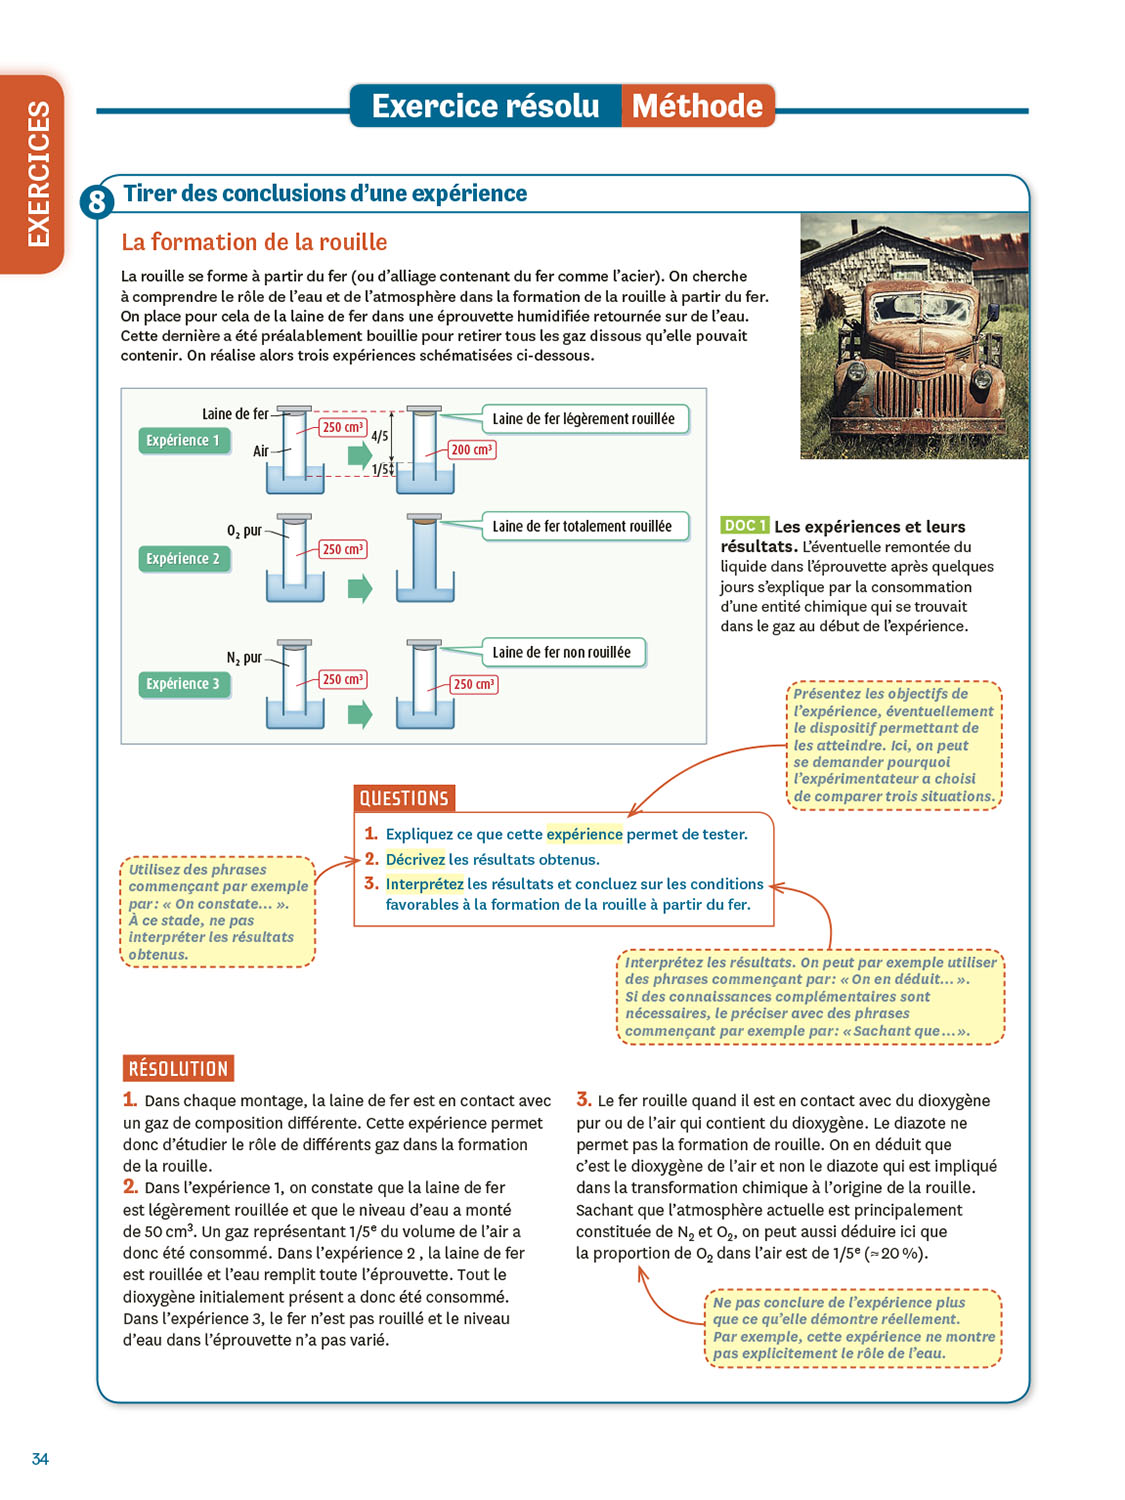 EXERCICES
Exercice résolu Méthode
8 Tirer des conclusions d’une expérience
La formation de la rouille
La rouille se forme à partir du fer (ou d’alliage contenant du fer comme l’acier). On cherche
à comprendre le rôle de l’eau et de l’atmosphère dans la formation de la rouille à partir du fer.
On place pour cela de la laine de fer dans une éprouvette humidifiée retournée sur de l’eau.
Cette dernière a été préalablement bouillie pour retirer tous les gaz dissous qu’elle pouvait
contenir. On réalise alors trois expériences schématisées ci-dessous.
Expérience 1
Laine de fer
Air
250 cm³
4/5
1/5
200 cm³
Laine de fer légèrement rouillée
Expérience 2
O₂ pur
250 cm³
Laine de fer totalement rouillée
Expérience 3
N₂ pur
250 cm³
250 cm³
Laine de fer non rouillée
DOC 1 Les expériences et leurs
résultats. L’éventuelle remontée du
liquide dans l’éprouvette après quelques
jours s’explique par la consommation
d’une entité chimique qui se trouvait
dans le gaz au début de l’expérience.
Présentez les objectifs de
l’expérience, éventuellement
le dispositif permettant de
les atteindre. Ici, on peut
se demander pourquoi
l’expérimentateur a choisi
de comparer trois situations.
QUESTIONS
1. Expliquez ce que cette expérience permet de tester.
2. Décrivez les résultats obtenus.
3. Interprétez les résultats et concluez sur les conditions
favorables à la formation de la rouille à partir du fer.
Utilisez des phrases
commençant par exemple
par : « On constate... ».
À ce stade, ne pas
interpréter les résultats
obtenus.
Interprétez les résultats. On peut par exemple utiliser
des phrases commençant par : « On en déduit... ».
Si des connaissances complémentaires sont
nécessaires, le préciser avec des phrases
commençant par exemple par : « Sachant que ... ».
RÉSOLUTION
1. Dans chaque montage, la laine de fer est en contact avec
un gaz de composition différente. Cette expérience permet
donc d’étudier le rôle de différents gaz dans la formation
de la rouille.
2. Dans l’expérience 1, on constate que la laine de fer
est légèrement rouillée et que le niveau d’eau a monté
de 50 cm³. Un gaz représentant 1/5ᵉ du volume de l’air a
donc été consommé. Dans l’expérience 2 , la laine de fer
est rouillée et l’eau remplit toute l’éprouvette. Tout le
dioxygène initialement présent a donc été consommé.
Dans l’expérience 3, le fer n’est pas rouillé et le niveau
d’eau dans l’éprouvette n’a pas varié.
3. Le fer rouille quand il est en contact avec du dioxygène
pur ou de l’air qui contient du dioxygène. Le diazote ne
permet pas la formation de rouille. On en déduit que
c’est le dioxygène de l’air et non le diazote qui est impliqué
dans la transformation chimique à l’origine de la rouille.
Sachant que l’atmosphère actuelle est principalement
constituée de N₂ et O₂, on peut aussi déduire ici que
la proportion de O₂ dans l’air est de 1/5ᵉ (≈ 20 %).
Ne pas conclure de l’expérience plus
que ce qu’elle démontre réellement.
Par exemple, cette expérience ne montre
pas explicitement le rôle de l’eau.
34